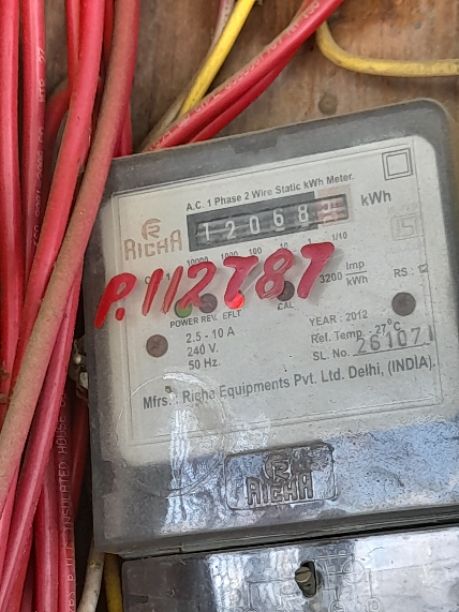 A.C. 1 Phase 2 Wire Static kWh Meter.
RICHA
12068 kWh
10000 1000 100 10 1 1/10
P.112787
3200 Imp/kWh
RS : 12
POWER REV. EFLT CAL
2.5 - 10 A
240 V.
50 Hz.
YEAR : 2012
Ref. Temp. - 27°C
SL. No. 261071
Mfrs. : Richa Equipments Pvt. Ltd. Delhi, (INDIA).
RICHA